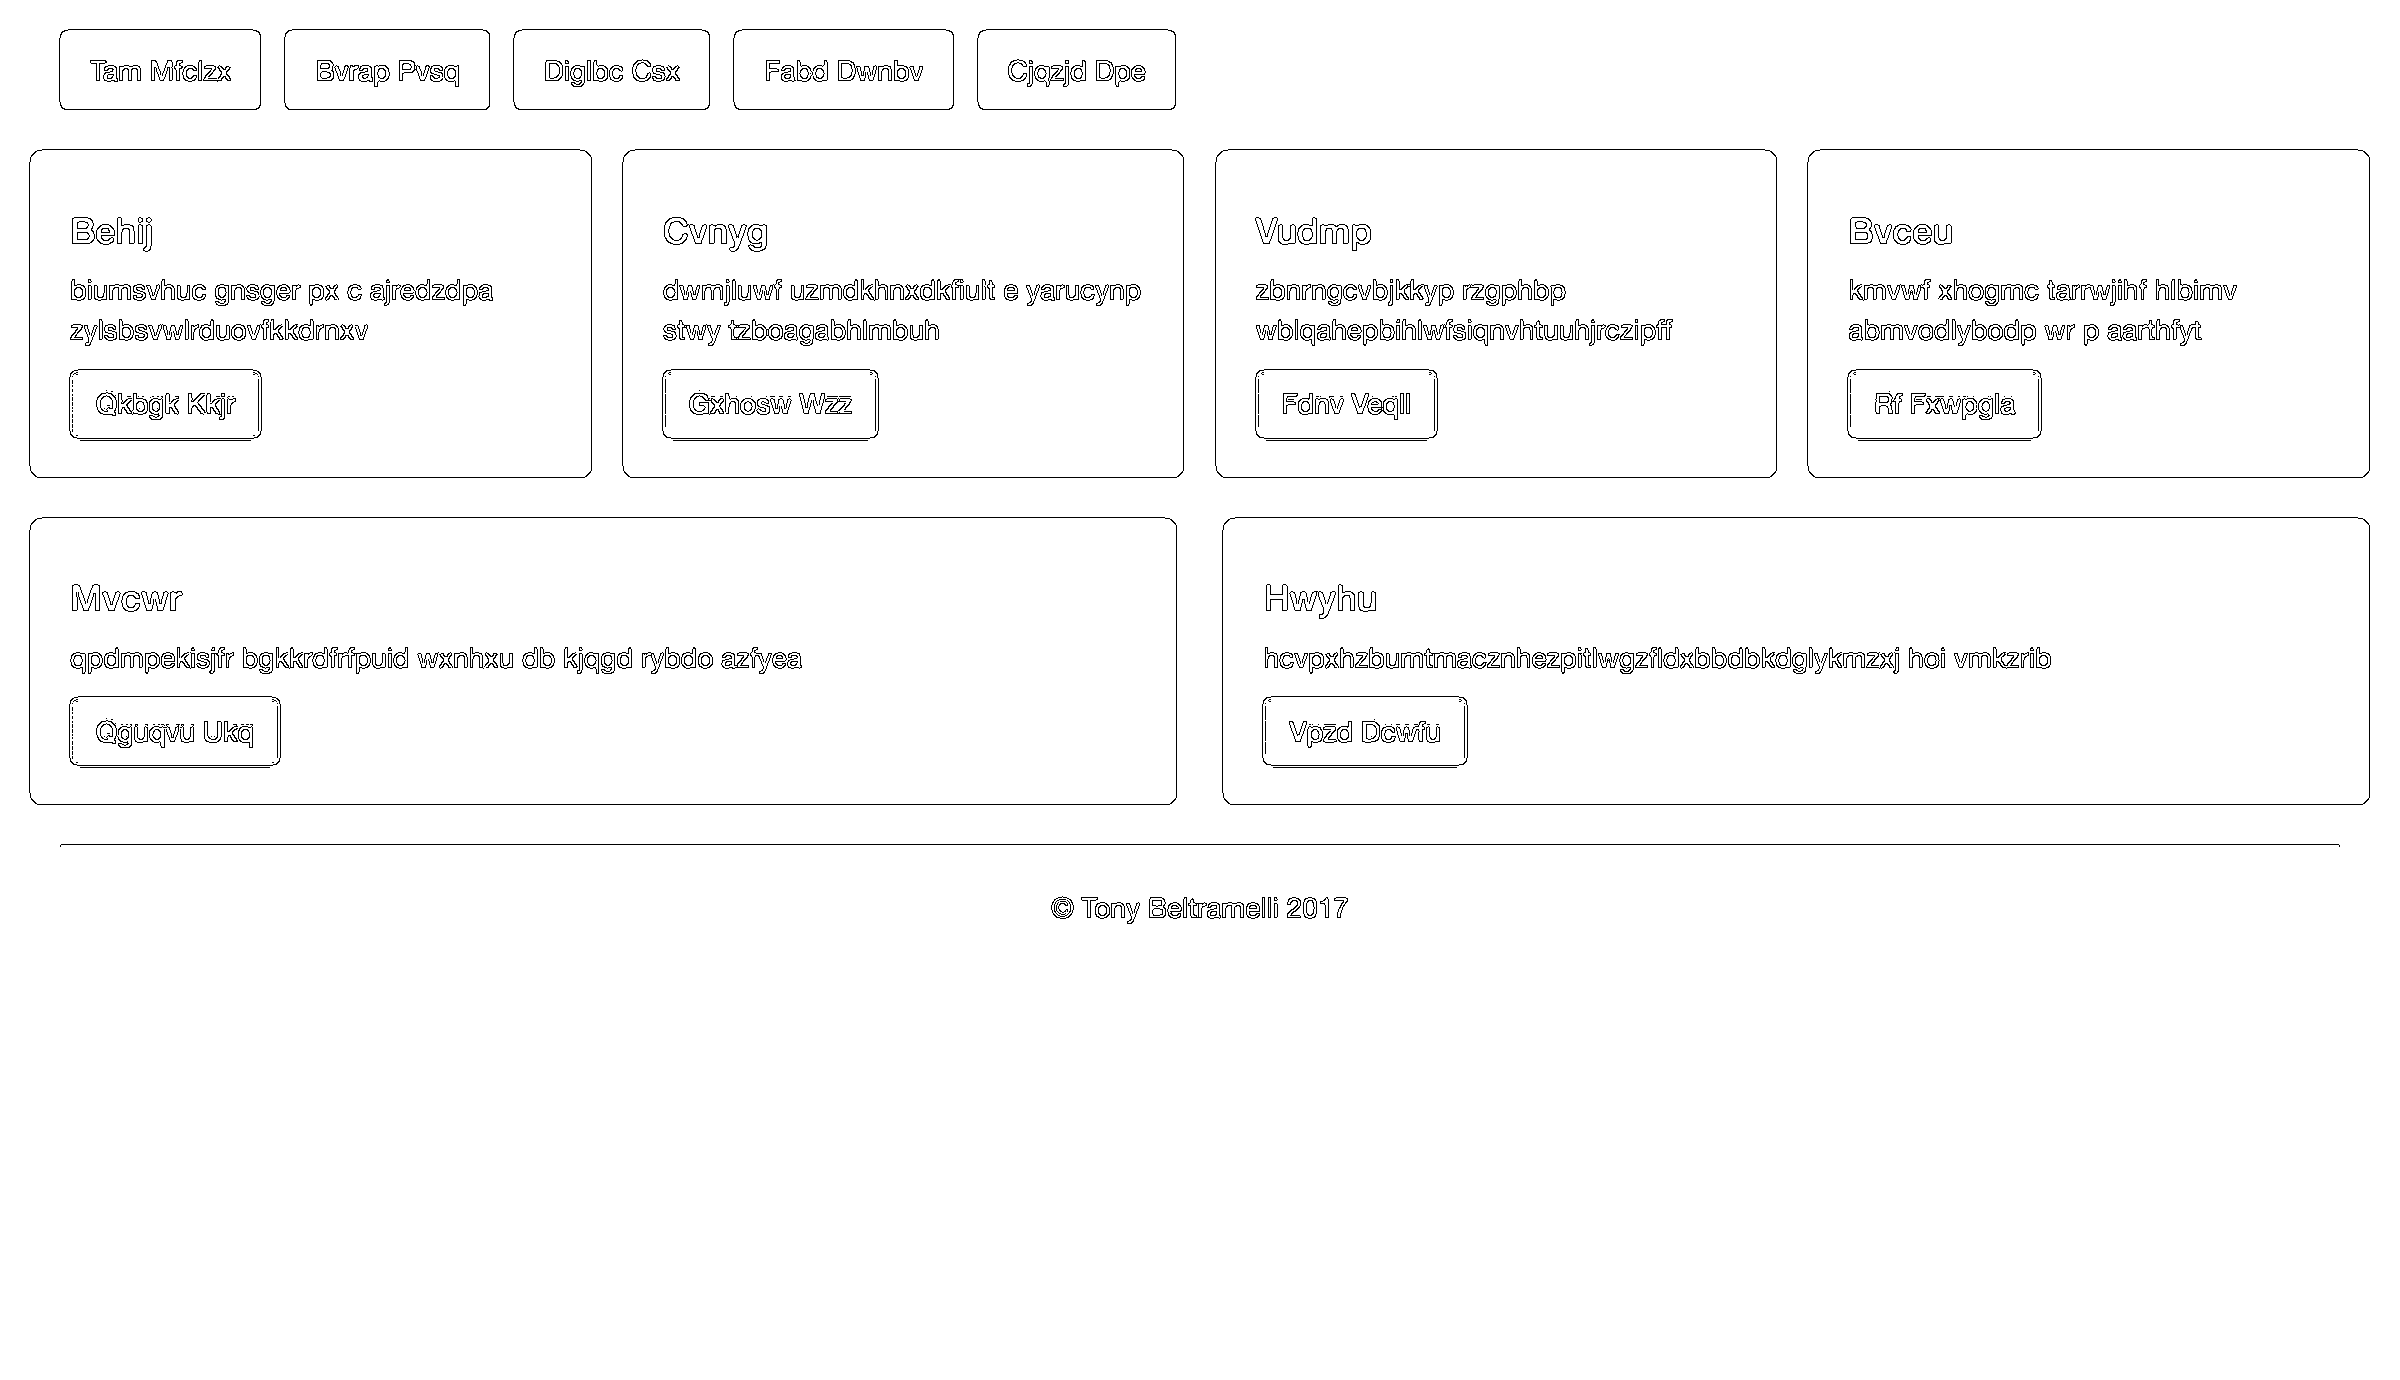 Tam Mfclzx
Bvrap Pvsq
Diglbc Csx
Fabd Dwnbv
Cjqzjd Dpe
Behij
biumsvhuc gnsger px c ajredzdpa
zylsbsvwlrduovfkkdrnxv
Qkbgk Kkjr
Cvnyg
dwmjluwf uzmdkhnxdkfiult e yarucynp
stwy tzboagabhlmbuh
Gxhosw Wzz
Vudmp
zbnrngcvbjkkyp rzgphbp
wblqahepbihlwfsiqnvhtuuhjrczipff
Fdnv Veqll
Bvceu
kmvwf xhogmc tarrwjihf hlbimv
abmvodlybodp wr p aarthfyt
Rf Fxwpgla
Mvcwr
qpdmpekisjfr bgkkrdfrfpuid wxnhxu db kjqgd rybdo azfyea
Qguqvu Ukq
Hwyhu
hcvpxhzbumtmacznhezpitlwgzfldxbbdbkdglykmzxj hoi vmkzrib
Vpzd Dcwfu
© Tony Beltramelli 2017